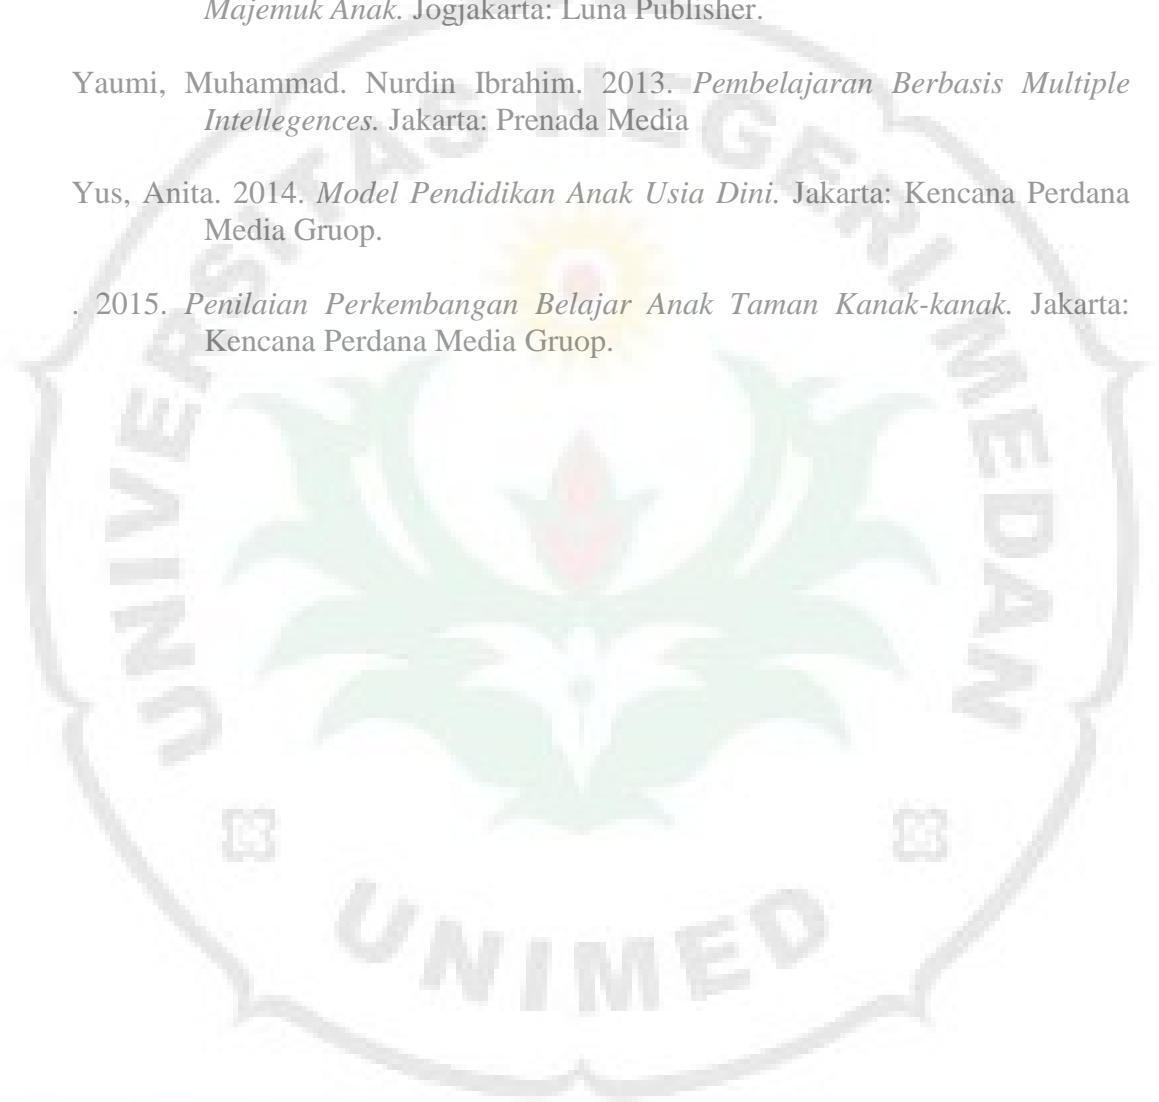 Majemuk Anak. Jogjakarta: Luna Publisher.
Yaumi, Muhammad. Nurdin Ibrahim. 2013. Pembelajaran Berbasis Multiple
Intellegences. Jakarta: Prenada Media
Yus, Anita. 2014. Model Pendidikan Anak Usia Dini. Jakarta: Kencana Perdana
Media Gruop.
. 2015. Penilaian Perkembangan Belajar Anak Taman Kanak-kanak. Jakarta:
Kencana Perdana Media Gruop.
UNIVERSITAS NEGERI MEDAN
UNIMED